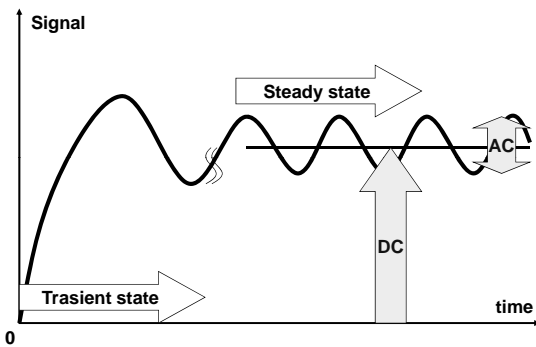 Signal
Steady state
AC
DC
Trasient state
time
0